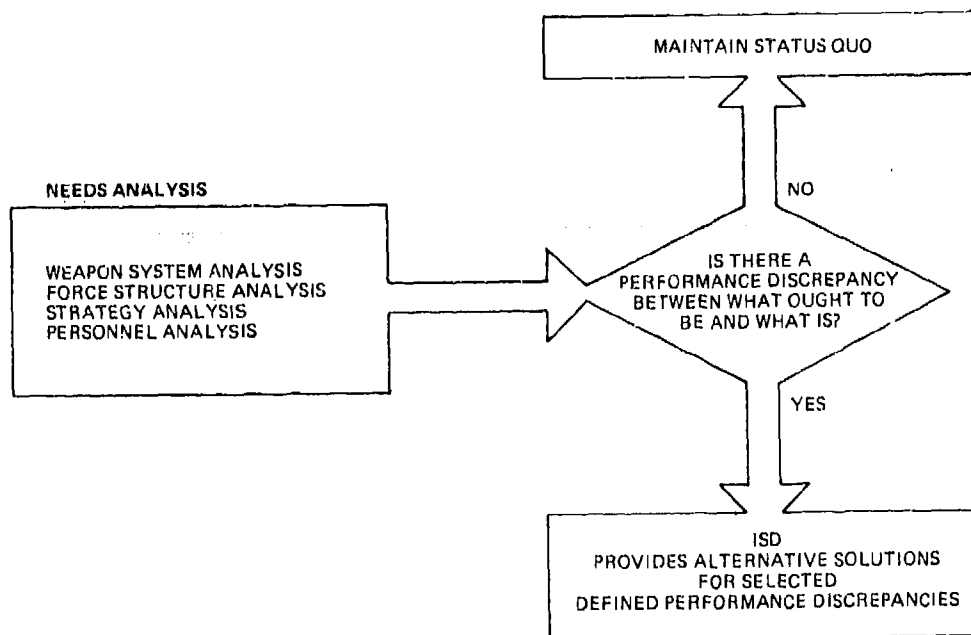 MAINTAIN STATUS QUO
NO
NEEDS ANALYSIS
WEAPON SYSTEM ANALYSIS
FORCE STRUCTURE ANALYSIS
STRATEGY ANALYSIS
PERSONNEL ANALYSIS
IS THERE A
PERFORMANCE DISCREPANCY
BETWEEN WHAT OUGHT TO
BE AND WHAT IS?
YES
ISD
PROVIDES ALTERNATIVE SOLUTIONS
FOR SELECTED
DEFINED PERFORMANCE DISCREPANCIES